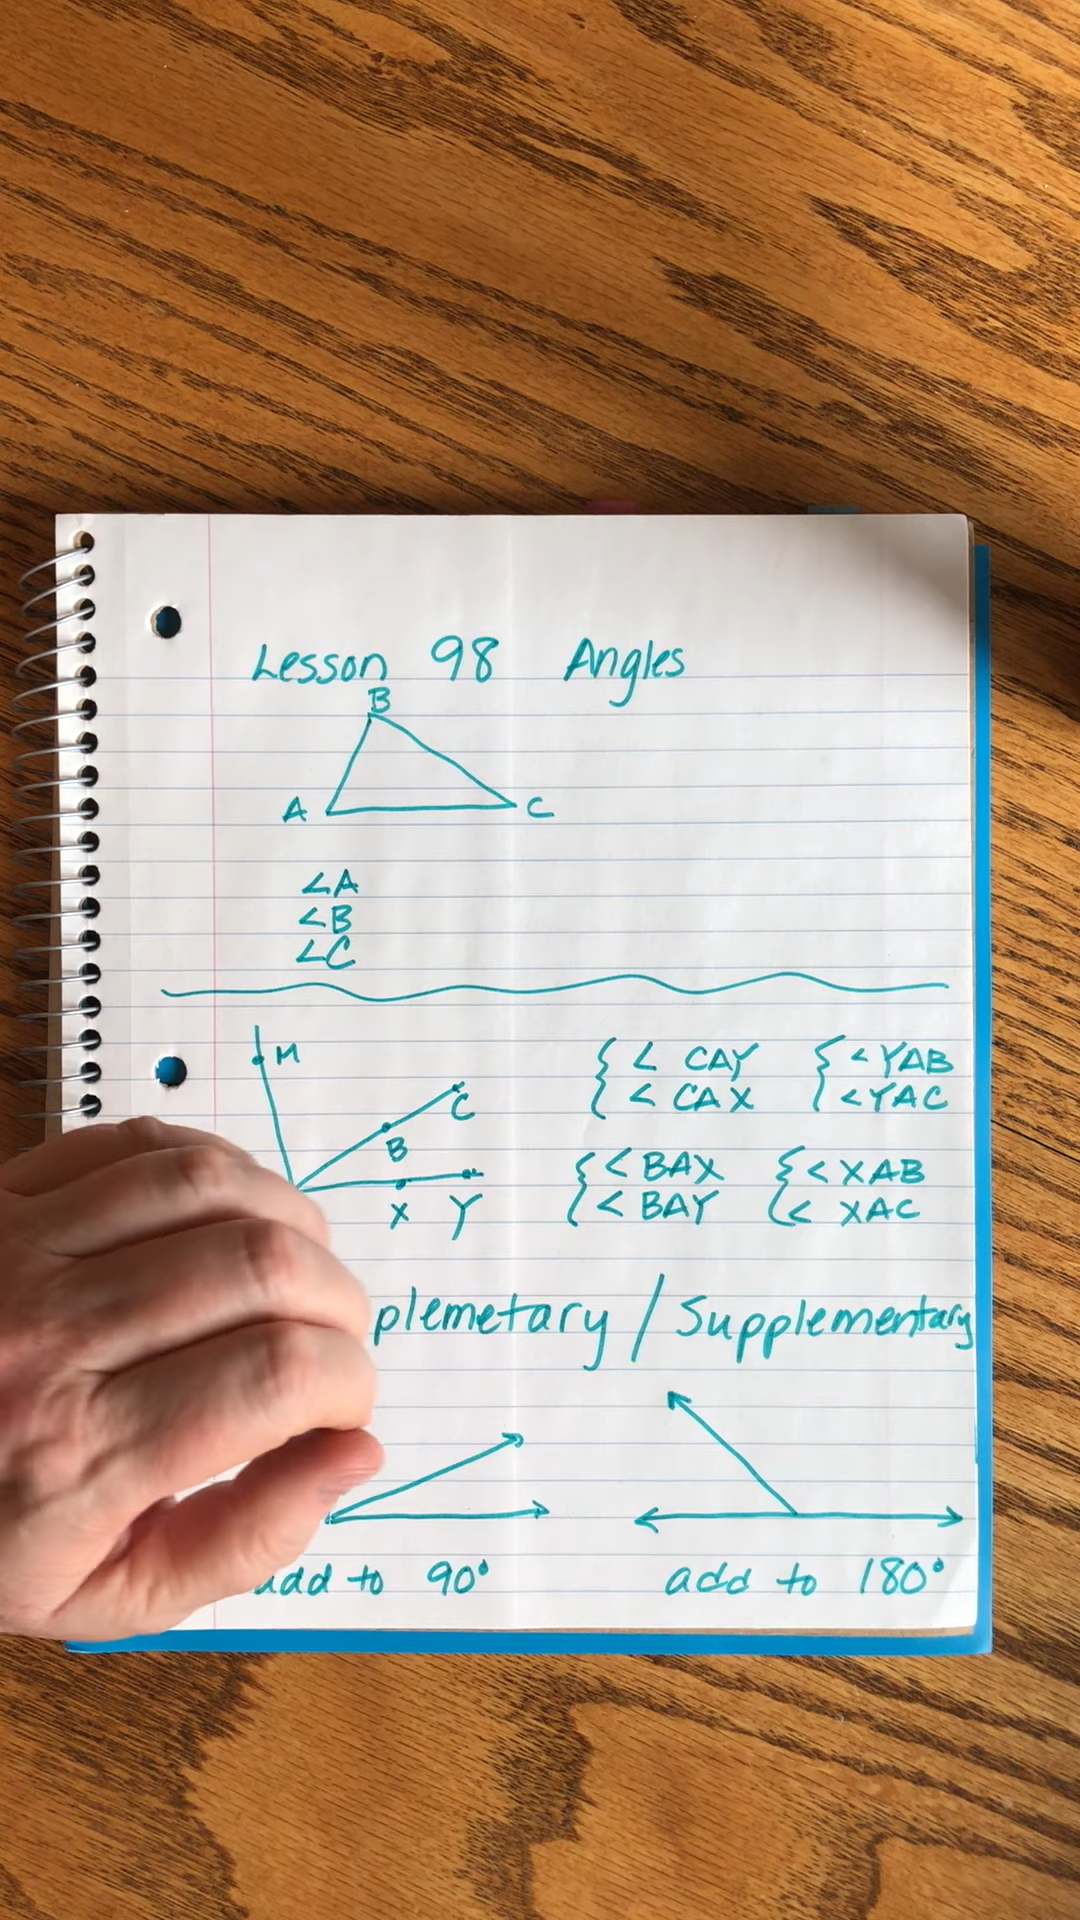 Lesson 98 Angles
B
A C
<A
<B
<C
M
C
B
X Y
{ < CAY { < YAB
< CAX < YAC
{ < BAX { < XAB
< BAY < XAC
plemetary / Supplementary
add to 90° add to 180°